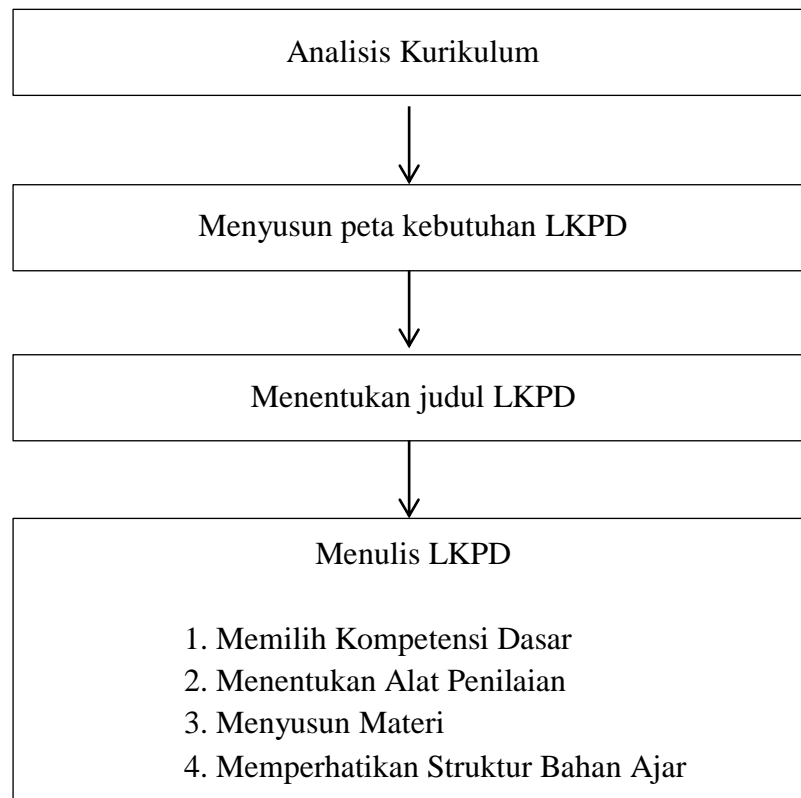 Analisis Kurikulum
Menyusun peta kebutuhan LKPD
Menentukan judul LKPD
Menulis LKPD
1. Memilih Kompetensi Dasar
2. Menentukan Alat Penilaian
3. Menyusun Materi
4. Memperhatikan Struktur Bahan Ajar